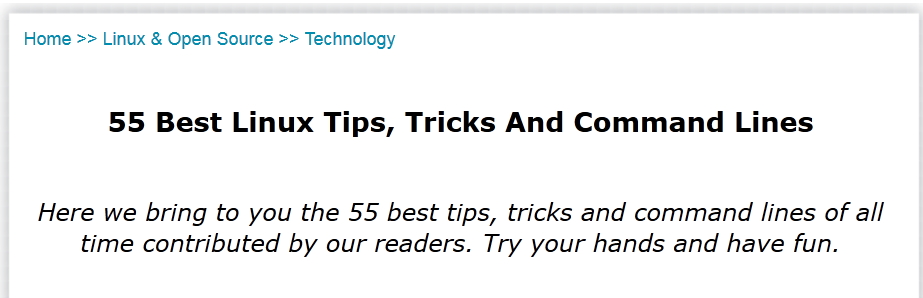 Home >> Linux & Open Source >> Technology
55 Best Linux Tips, Tricks And Command Lines
Here we bring to you the 55 best tips, tricks and command lines of all
time contributed by our readers. Try your hands and have fun.